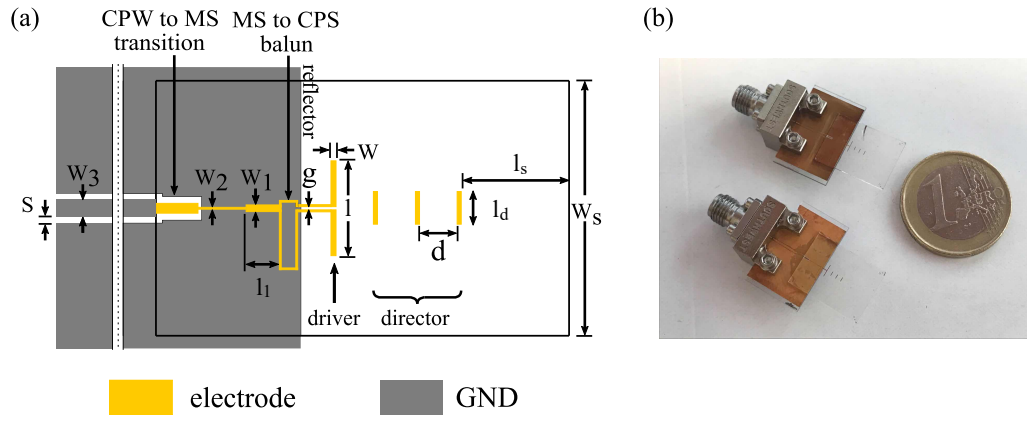 (a)
CPW to MS
transition
MS to CPS
balun
reflector
W3
S
W2
W1
g
W
l
l1
ld
d
ls
WS
driver
director
electrode
GND
(b)
1